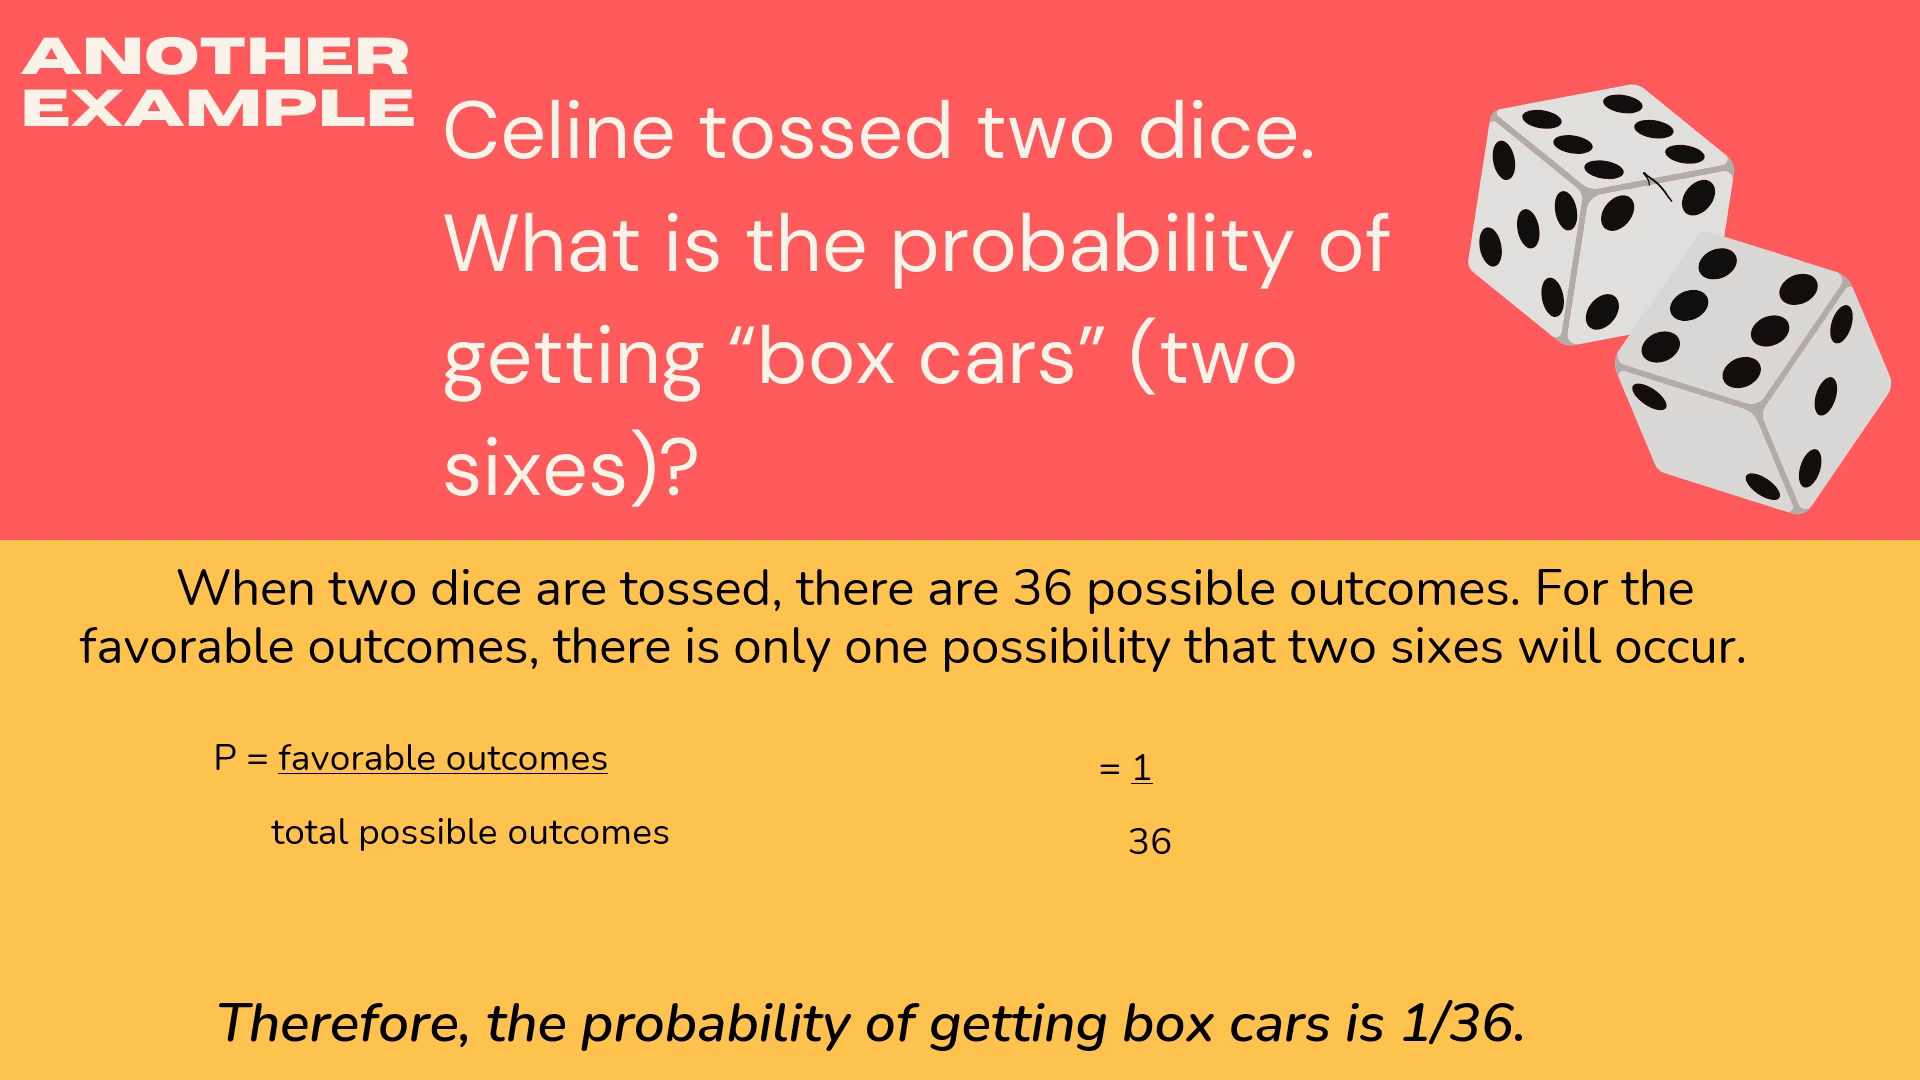 ANOTHER
EXAMPLE
Celine tossed two dice.
What is the probability of
getting “box cars” (two
sixes)?
When two dice are tossed, there are 36 possible outcomes. For the
favorable outcomes, there is only one possibility that two sixes will occur.
P = favorable outcomes
total possible outcomes
= 1
36
Therefore, the probability of getting box cars is 1/36.